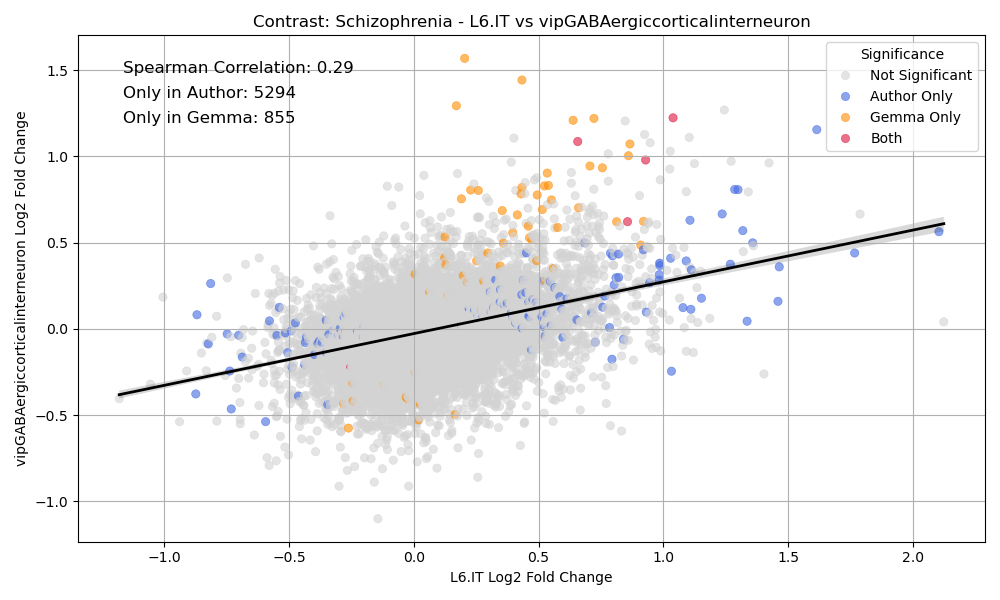 Contrast: Schizophrenia - L6.IT vs vipGABAergiccorticalinterneuron
Spearman Correlation: 0.29
Only in Author: 5294
Only in Gemma: 855
Significance
Not Significant
Author Only
Gemma Only
Both
vipGABAergiccorticalinterneuron Log2 Fold Change
1.5
1.0
0.5
0.0
−0.5
−1.0
−1.0
−0.5
0.0
0.5
1.0
1.5
2.0
L6.IT Log2 Fold Change